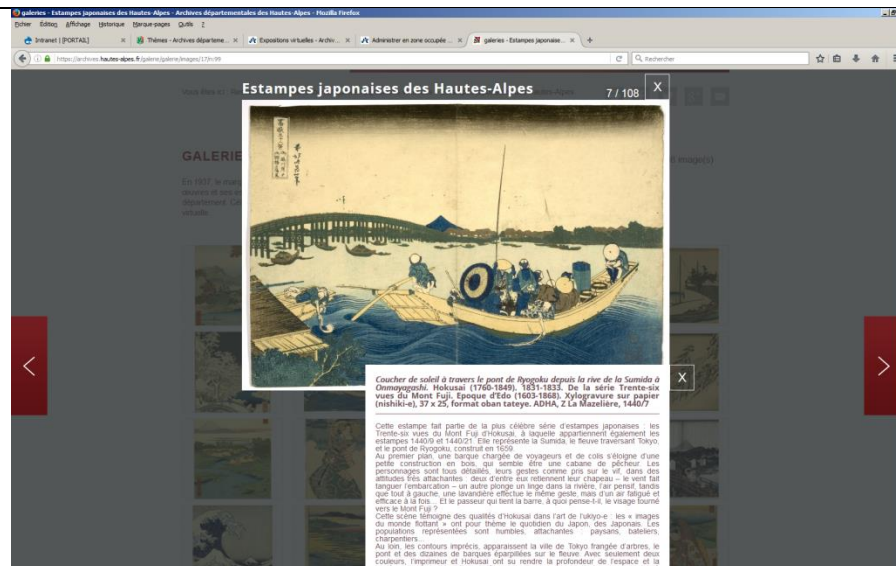 galeries - Estampes japonaises des Hautes-Alpes - Archives départementales des Hautes-Alpes - Mozilla Firefox
Fichier Édition Affichage Historique Marque-pages Outils ?
Intranet | [PORTAIL] × Thèmes - Archives départeme... × Expositions virtuelles - Archiv... × Administrer en zone occupée ... × galeries - Estampes japonaise... × +
https://archives.hautes-alpes.fr/galerie/galerie/images/17/n:99
Rechercher
Estampes japonaises des Hautes-Alpes
7 / 108 X
GALERIE
image(s)
En 1937, le
virtuelle.
Coucher de soleil à travers le pont de Ryogoku depuis la rive de la Sumida à
Onmayagashi. Hokusai (1760-1849). 1831-1833. De la série Trente-six
vues du Mont Fuji. Epoque d'Edo (1603-1868). Xylogravure sur papier
(nishiki-e), 37 x 25, format oban tateye. ADHA, Z La Mazelière, 1440/7
X
Cette estampe fait partie de la plus célèbre série d'estampes japonaises : les
Trente-six vues du Mont Fuji d'Hokusai, à laquelle appartiennent également les
estampes 1440/9 et 1440/21. Elle représente la Sumida, le fleuve traversant Tokyo,
et le pont de Ryogoku, construit en 1659.
Au premier plan, une barque chargée de voyageurs et de colis s'éloigne d'une
petite construction en bois, qui semble être une cabane de pêcheur. Les
personnages sont tous détaillés, leurs gestes comme pris sur le vif, dans des
attitudes très attachantes : deux d'entre eux retiennent leur chapeau – le vent fait
tanguer l'embarcation – un autre plonge un linge dans la rivière, l'air pensif, tandis
que tout à gauche, une lavandière effectue le même geste, mais d'un air fatigué et
efficace à la fois... Et le passeur qui tient la barre, à quoi pense-t-il, le visage tourné
vers le Mont Fuji ?
Cette scène témoigne des qualités d'Hokusai dans l'art de l'ukiyo-e : les « images
du monde flottant » ont pour thème le quotidien du Japon, des Japonais. Les
populations représentées sont humbles, attachantes : paysans, bateliers,
charpentiers...
Au loin, les contours imprécis, apparaissent la ville de Tokyo frangée d'arbres, le
pont et des dizaines de barques éparpillées sur le fleuve. Avec seulement deux
couleurs, l'imprimeur et Hokusai ont su rendre la profondeur de l'espace et la